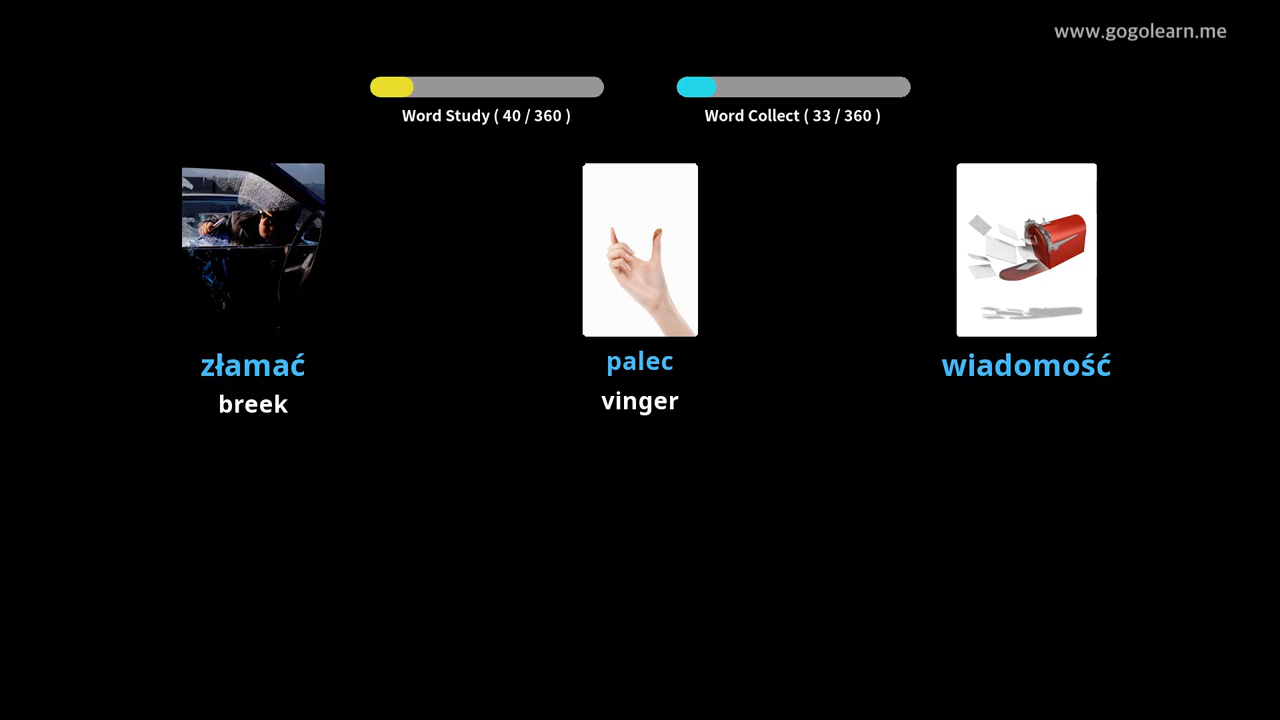 www.gogolearn.me
Word Study ( 40 / 360 )
Word Collect ( 33 / 360 )
złamać
breek
palec
vinger
wiadomość